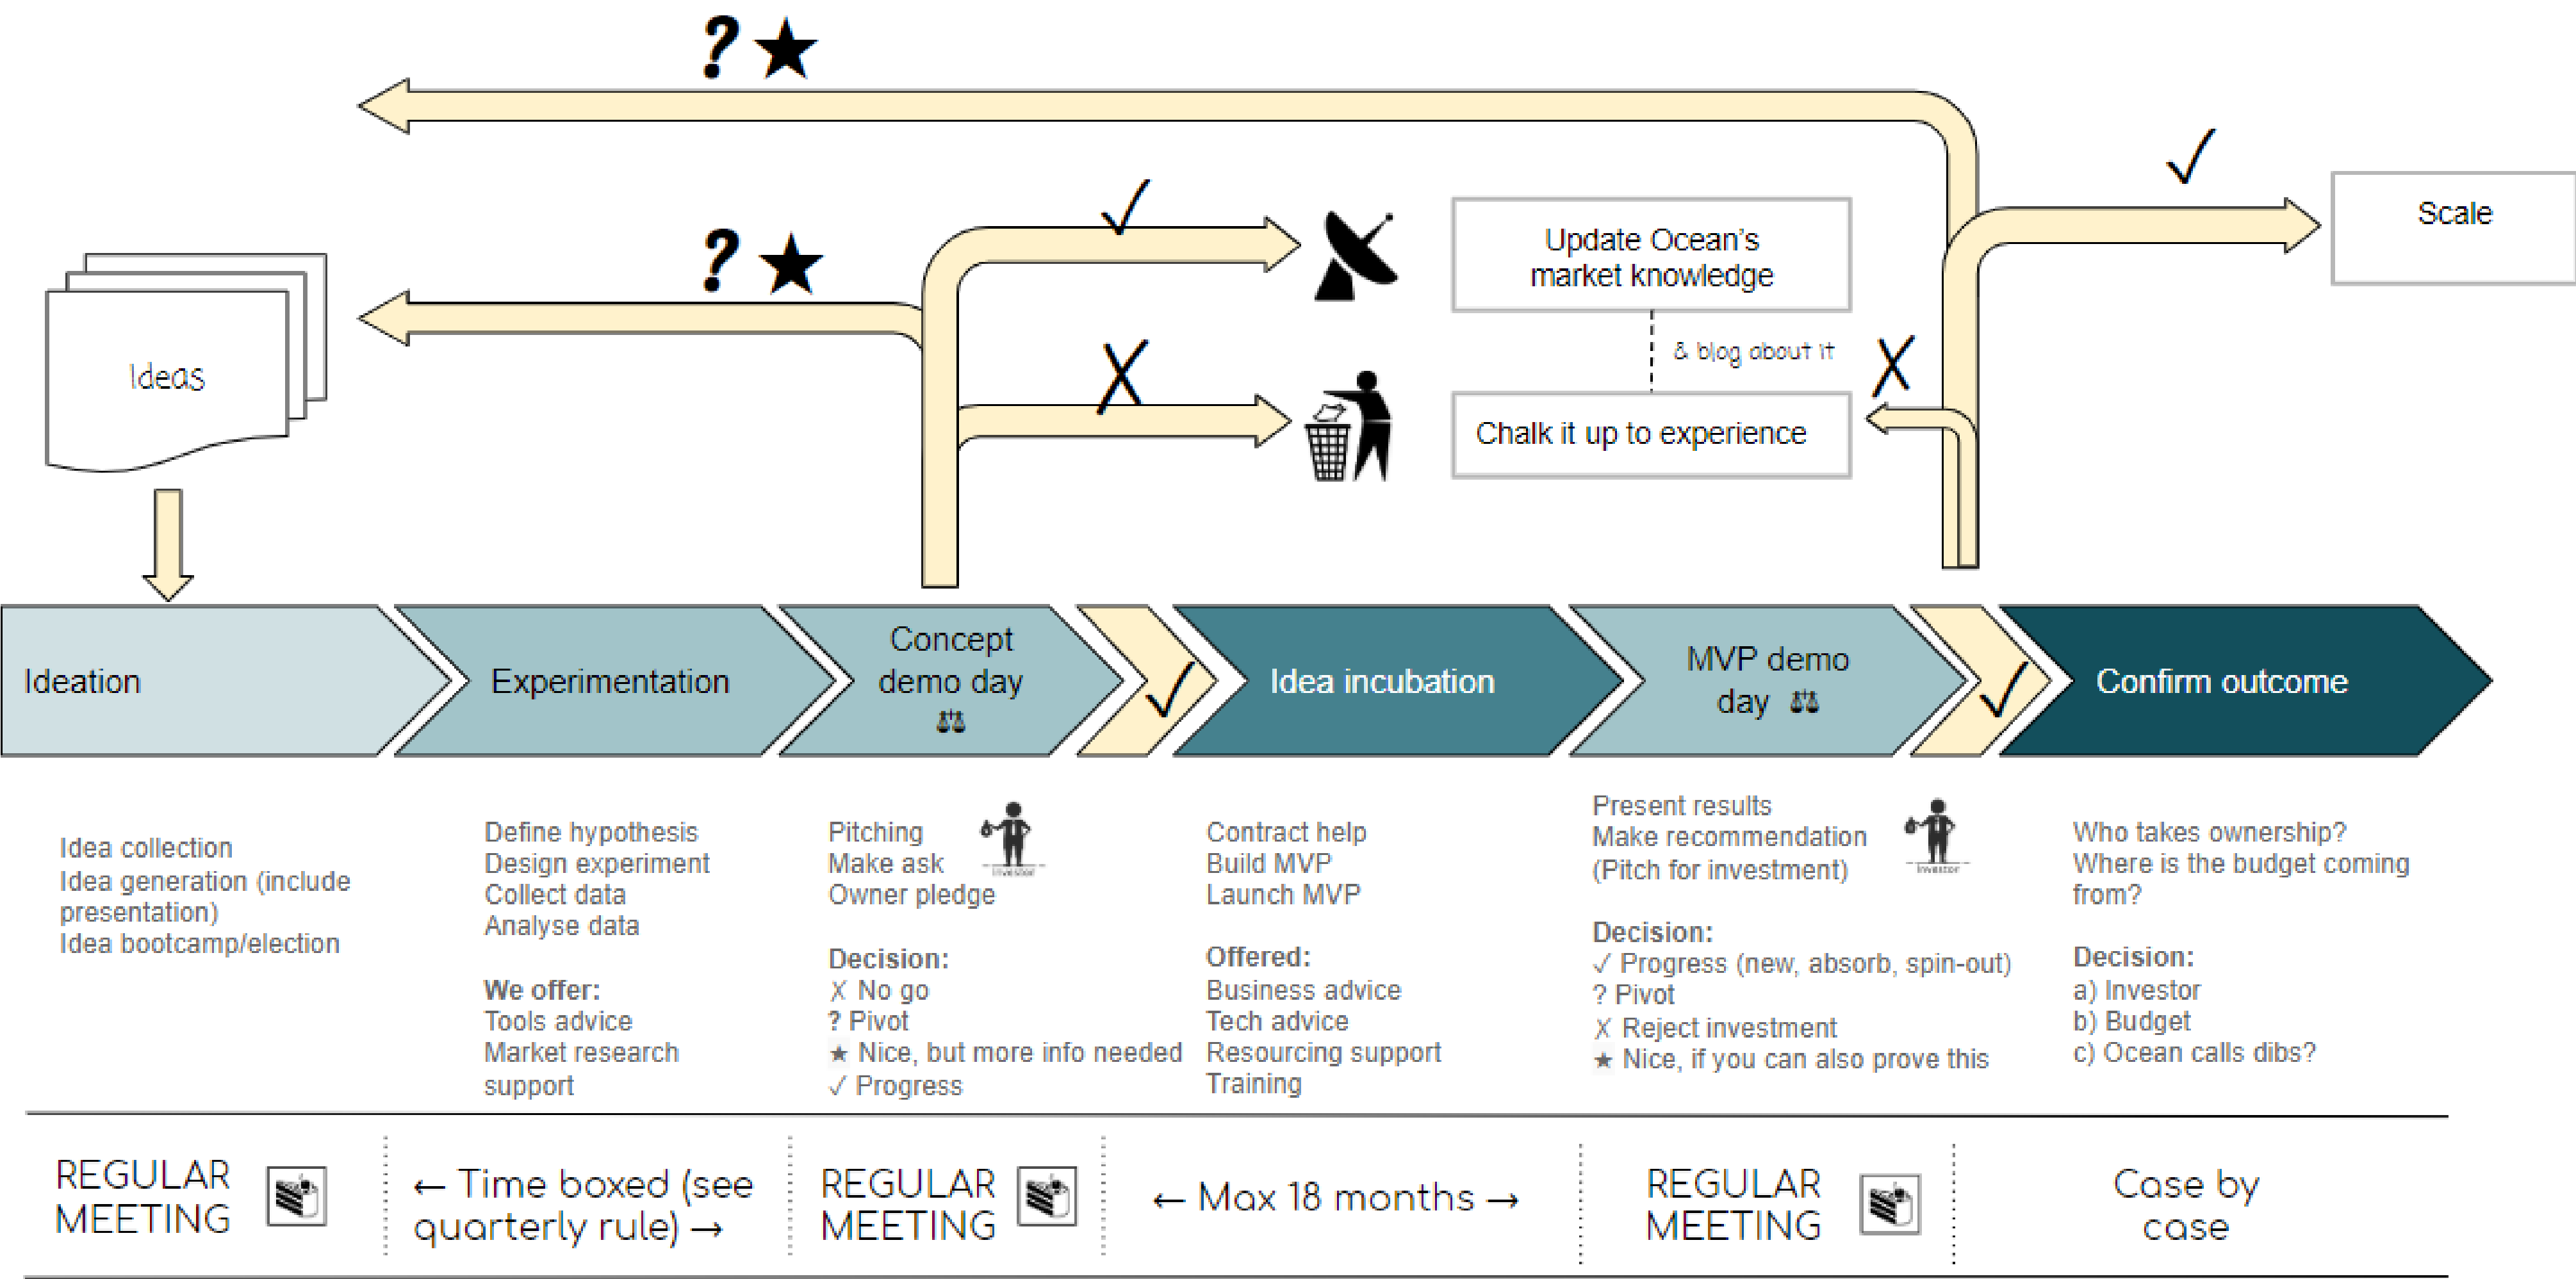 ? ★
✓
Scale
✓
Update Ocean's
market knowledge
? ★
& blog about it
X
X
Ideas
Chalk it up to experience
Ideation
Experimentation
Concept
demo day
✓
Idea incubation
MVP demo
day
✓
Confirm outcome
Idea collection
Idea generation (include
presentation)
Idea bootcamp/election
Define hypothesis
Design experiment
Collect data
Analyse data
We offer:
Tools advice
Market research
support
Pitching
Make ask
Owner pledge
Investor
Decision:
X No go
? Pivot
★ Nice, but more info needed
✓ Progress
Contract help
Build MVP
Launch MVP
Offered:
Business advice
Tech advice
Resourcing support
Training
Present results
Make recommendation
(Pitch for investment)
Investor
Decision:
✓ Progress (new, absorb, spin-out)
? Pivot
X Reject investment
★ Nice, if you can also prove this
Who takes ownership?
Where is the budget coming
from?
Decision:
a) Investor
b) Budget
c) Ocean calls dibs?
REGULAR
MEETING
← Time boxed (see
quarterly rule) →
REGULAR
MEETING
← Max 18 months →
REGULAR
MEETING
Case by
case